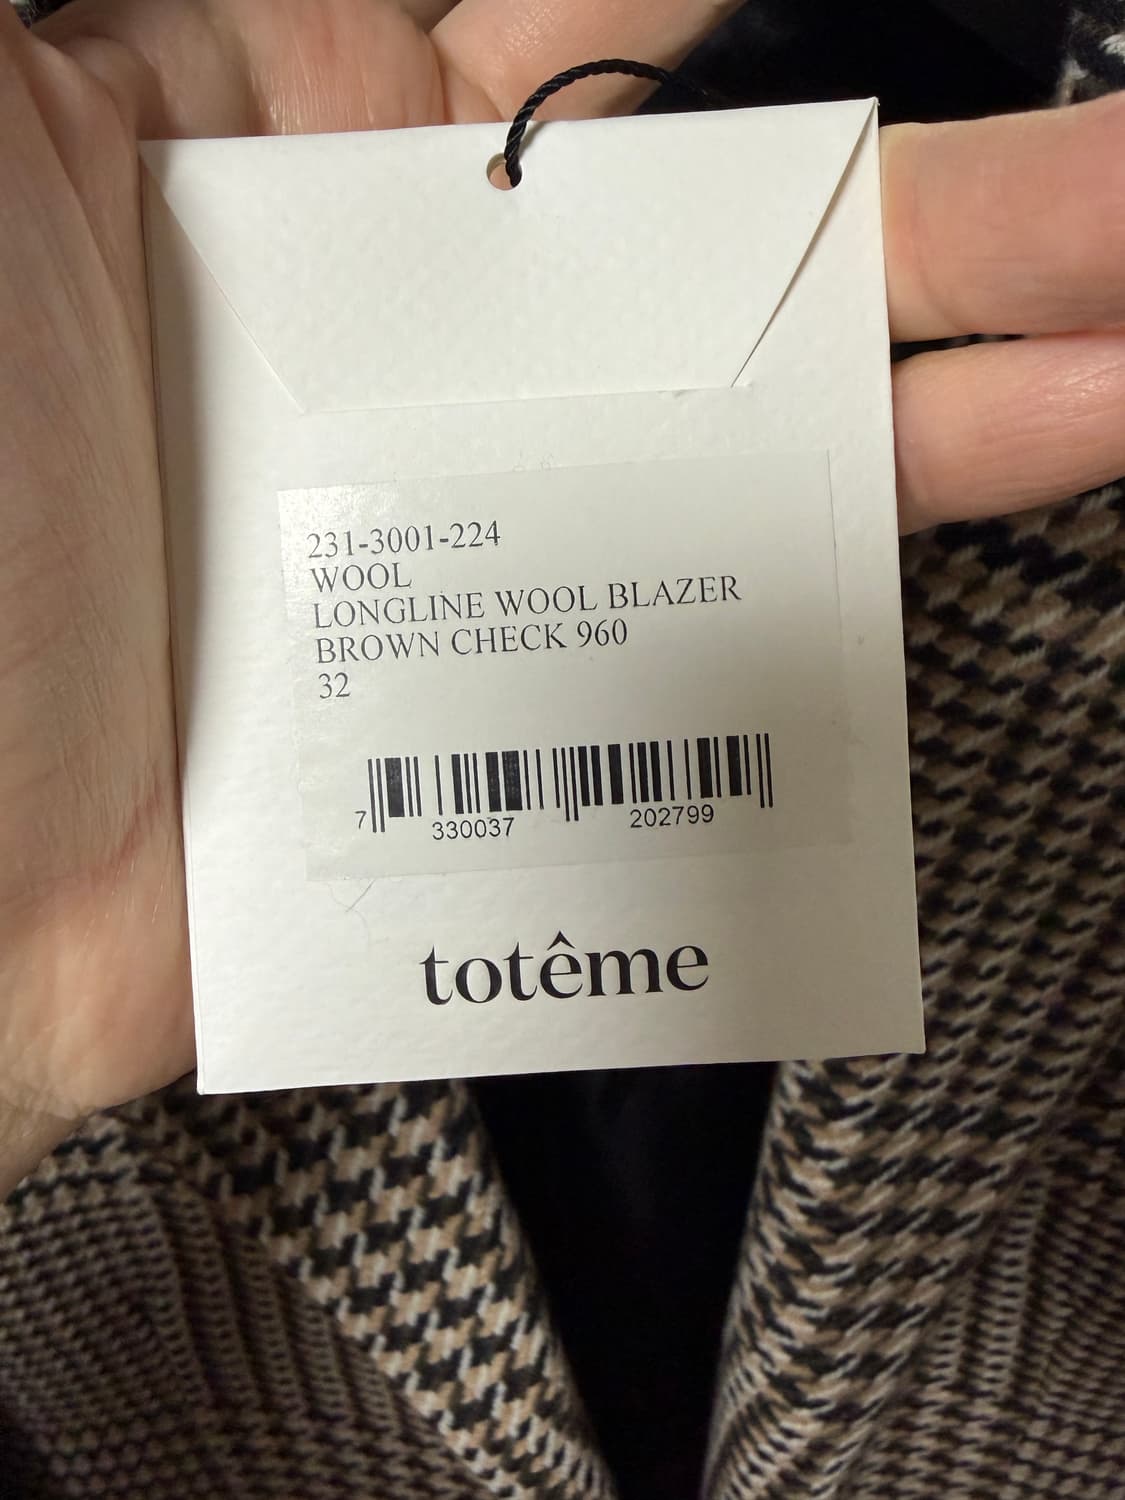 231-3001-224
WOOL
LONGLINE WOOL BLAZER
BROWN CHECK 960
32
7 330037 202799
totême